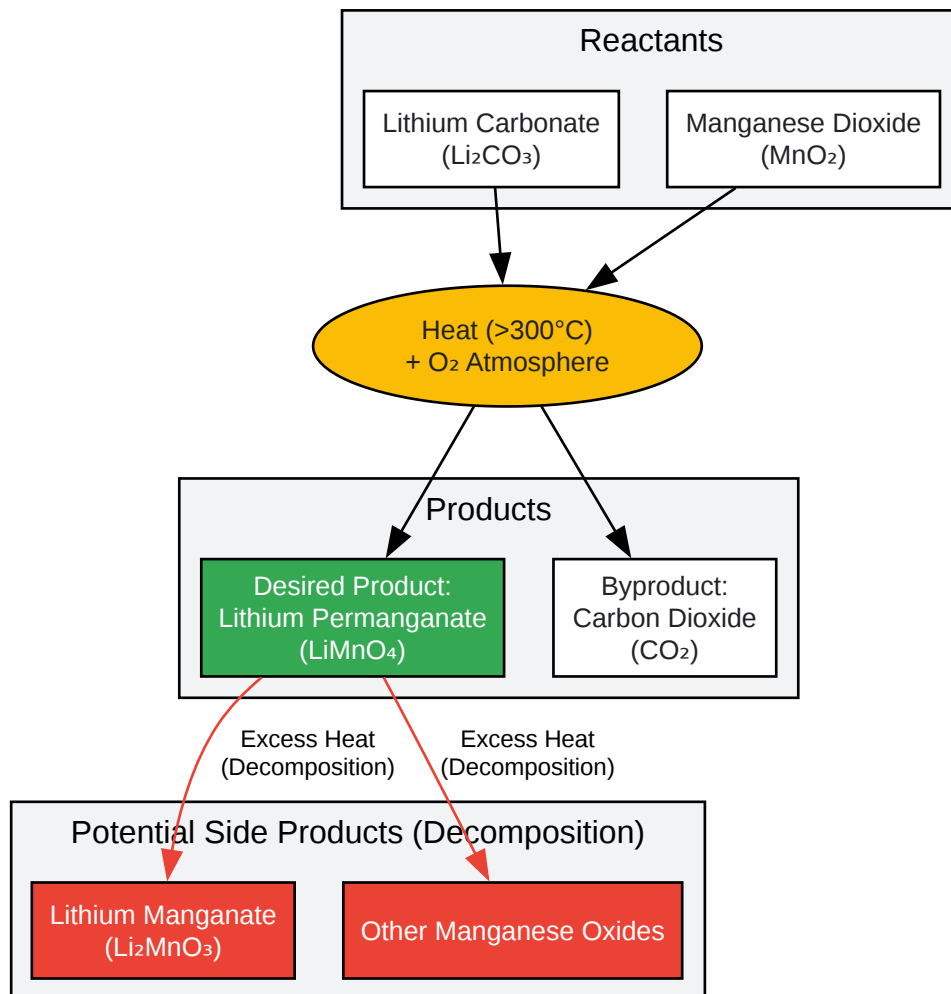 Reactants
Lithium Carbonate
(Li₂CO₃)
Manganese Dioxide
(MnO₂)
Heat (>300°C)
+ O₂ Atmosphere
Products
Desired Product:
Lithium Permanganate
(LiMnO₄)
Byproduct:
Carbon Dioxide
(CO₂)
Excess Heat
(Decomposition)
Excess Heat
(Decomposition)
Potential Side Products (Decomposition)
Lithium Manganate
(Li₂MnO₃)
Other Manganese Oxides